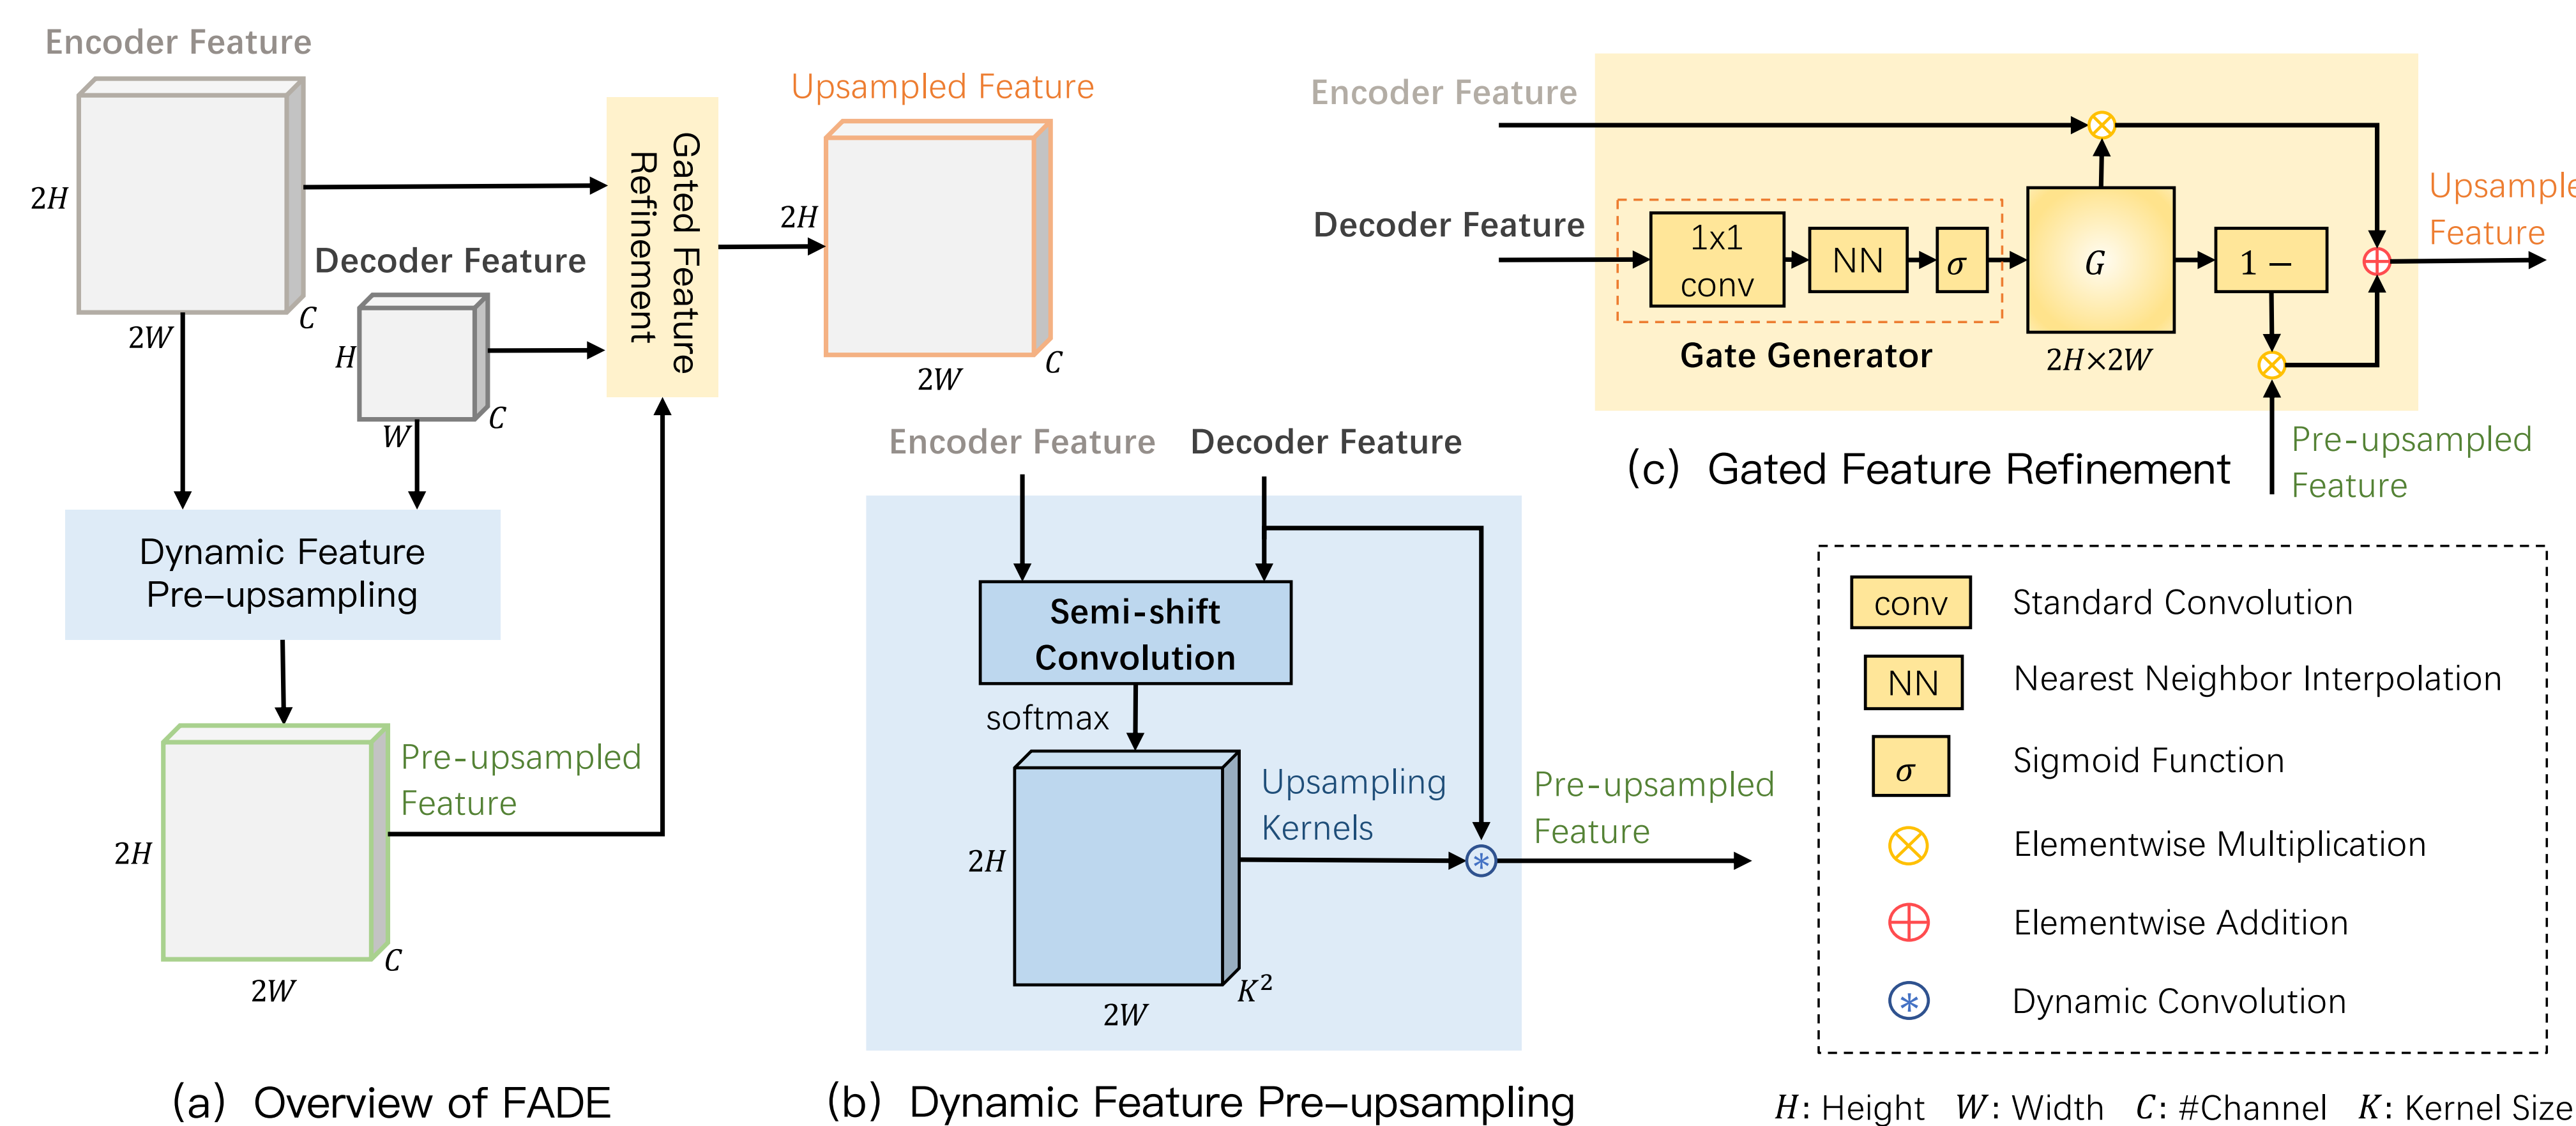 Encoder Feature
2H
2W
C
Decoder Feature
H
W
C
Gated Feature
Refinement
Upsampled Feature
2H
2W
C
Dynamic Feature
Pre-upsampling
Pre-upsampled
Feature
2H
2W
C
(a) Overview of FADE
Encoder Feature
Decoder Feature
Semi-shift
Convolution
softmax
Upsampling
Kernels
2H
2W
K²
Pre-upsampled
Feature
(b) Dynamic Feature Pre-upsampling
Encoder Feature
Decoder Feature
1x1
conv
NN
σ
G
1 −
Gate Generator
2H×2W
Upsample
Feature
Pre-upsampled
Feature
(c) Gated Feature Refinement
conv Standard Convolution
NN Nearest Neighbor Interpolation
σ Sigmoid Function
Elementwise Multiplication
Elementwise Addition
Dynamic Convolution
H: Height W: Width C: #Channel K: Kernel Size